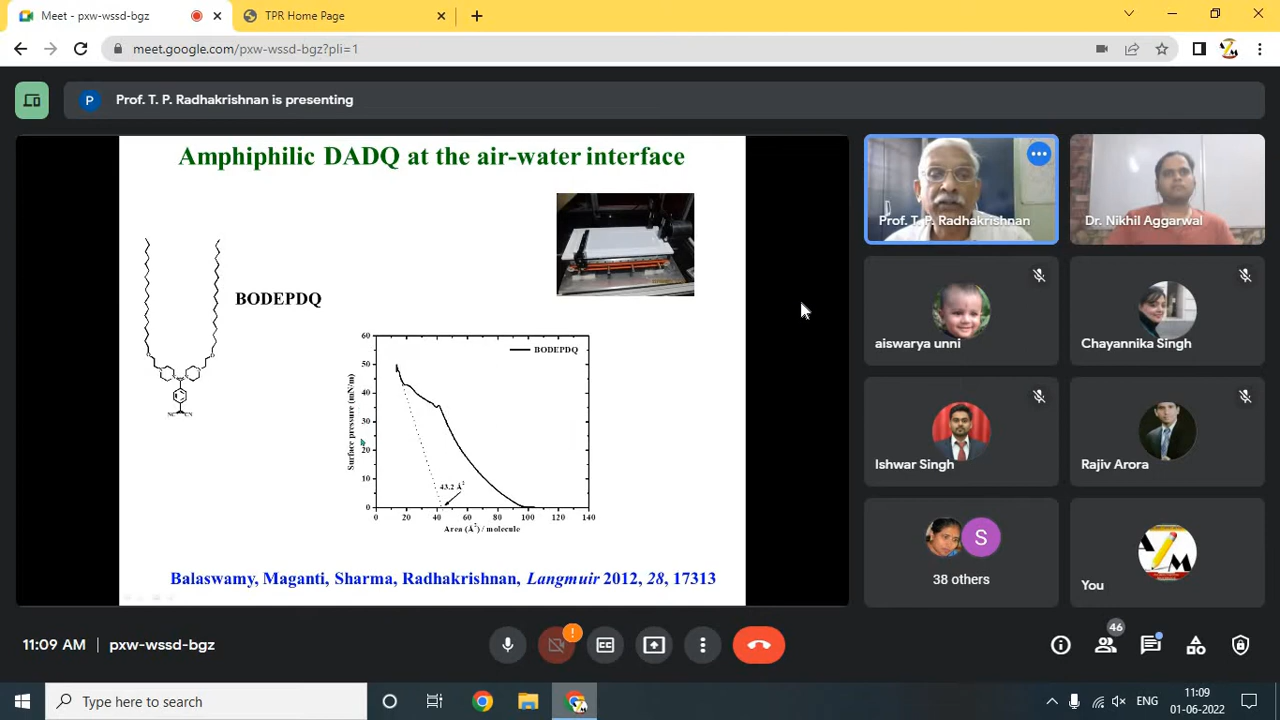 Meet - pxw-wssd-bgz
TPR Home Page
meet.google.com/pxw-wssd-bgz?pli=1
P
Prof. T. P. Radhakrishnan is presenting
Amphiphilic DADQ at the air-water interface
BODEPDQ
NC CN
BODEPDQ
60
50
40
30
20
10
0
Surface pressure (mN/m)
43.2 Å²
0 20 40 60 80 100 120 140
Area (Å²) / molecule
Balaswamy, Maganti, Sharma, Radhakrishnan, Langmuir 2012, 28, 17313
Prof. T. P. Radhakrishnan
Dr. Nikhil Aggarwal
aiswarya unni
Chayannika Singh
Ishwar Singh
Rajiv Arora
S
38 others
You
11:09 AM | pxw-wssd-bgz
CC
46
Type here to search
ENG
11:09
01-06-2022